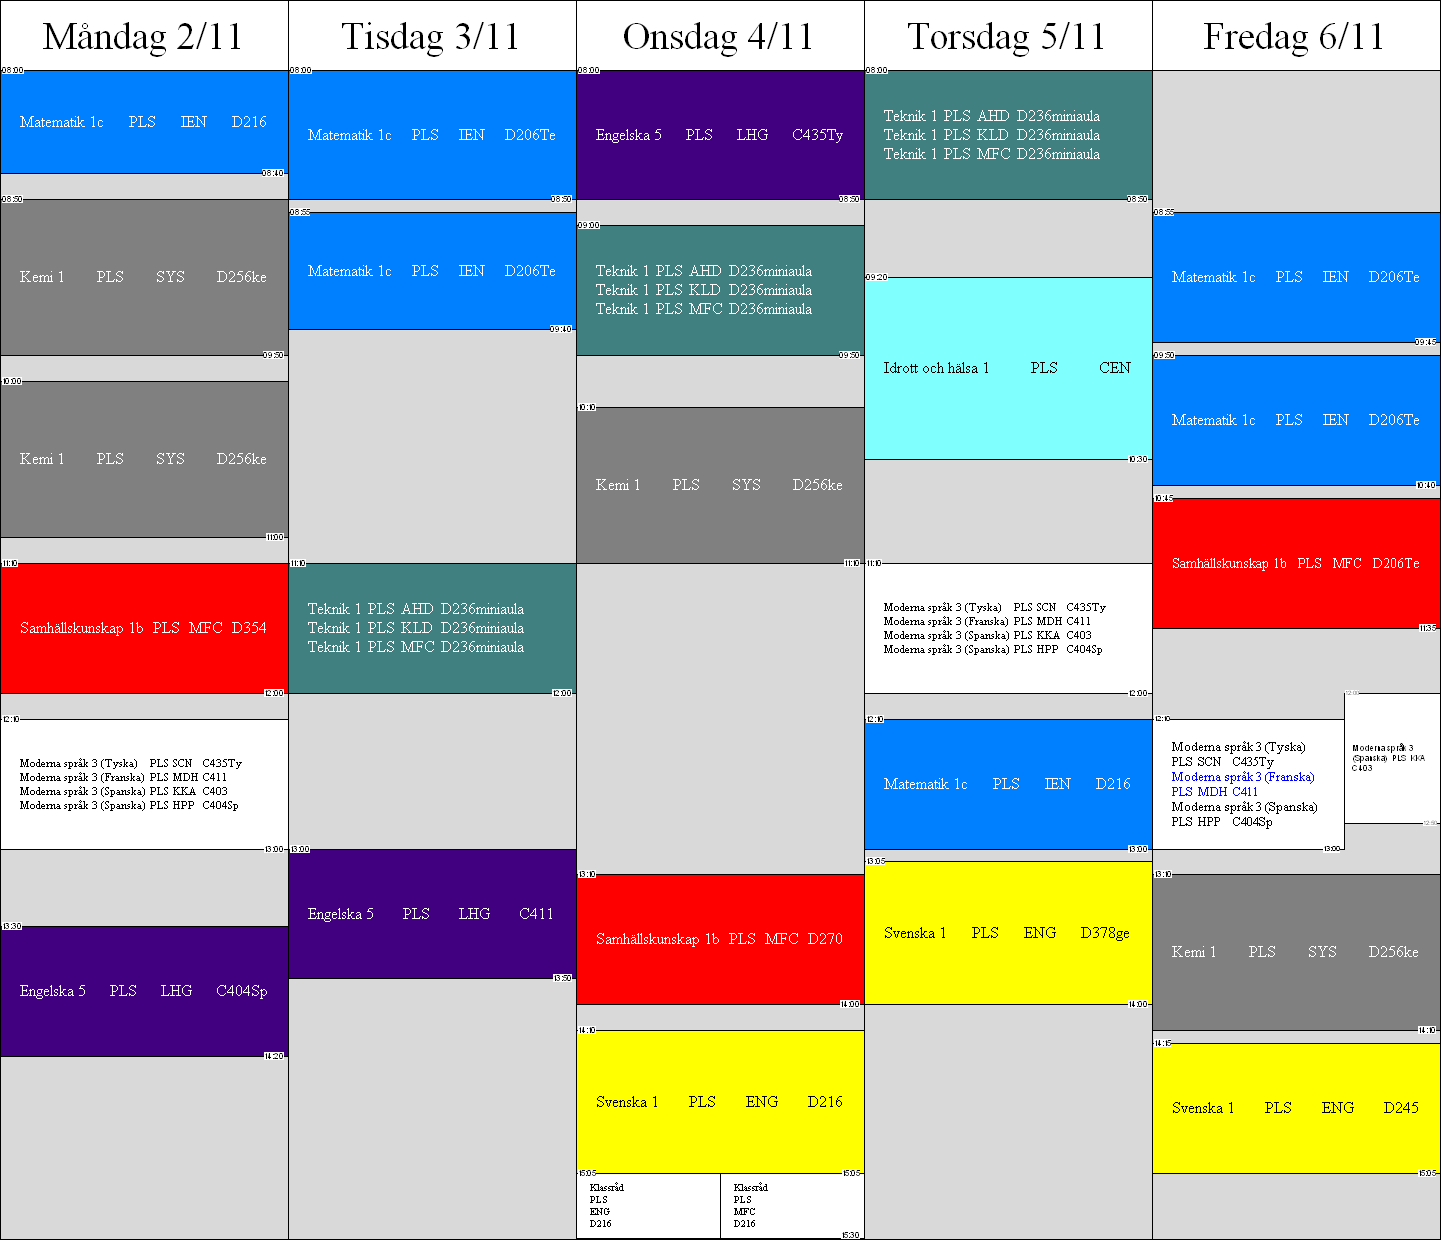 Måndag 2/11
08:00
Matematik 1c PLS IEN D216
08:40
08:50
Kemi 1 PLS SYS D256ke
09:50
10:00
Kemi 1 PLS SYS D256ke
11:00
11:10
Samhällskunskap 1b PLS MFC D354
12:00
12:10
Moderna språk 3 (Tyska) PLS SCN C435Ty
Moderna språk 3 (Franska) PLS MDH C411
Moderna språk 3 (Spanska) PLS KKA C403
Moderna språk 3 (Spanska) PLS HPP C404Sp
13:00
13:30
Engelska 5 PLS LHG C404Sp
14:20
Tisdag 3/11
08:00
Matematik 1c PLS IEN D206Te
08:50
08:55
Matematik 1c PLS IEN D206Te
09:40
11:10
Teknik 1 PLS AHD D236miniaula
Teknik 1 PLS KLD D236miniaula
Teknik 1 PLS MFC D236miniaula
12:00
13:00
Engelska 5 PLS LHG C411
13:50
Onsdag 4/11
08:00
Engelska 5 PLS LHG C435Ty
08:50
09:00
Teknik 1 PLS AHD D236miniaula
Teknik 1 PLS KLD D236miniaula
Teknik 1 PLS MFC D236miniaula
09:50
10:10
Kemi 1 PLS SYS D256ke
11:10
13:10
Samhällskunskap 1b PLS MFC D270
14:00
14:10
Svenska 1 PLS ENG D216
15:05
15:05
Klassråd
PLS
ENG
D216
Klassråd
PLS
MFC
D216
15:30
Torsdag 5/11
08:00
Teknik 1 PLS AHD D236miniaula
Teknik 1 PLS KLD D236miniaula
Teknik 1 PLS MFC D236miniaula
08:50
09:20
Idrott och hälsa 1 PLS CEN
10:30
11:10
Moderna språk 3 (Tyska) PLS SCN C435Ty
Moderna språk 3 (Franska) PLS MDH C411
Moderna språk 3 (Spanska) PLS KKA C403
Moderna språk 3 (Spanska) PLS HPP C404Sp
12:00
12:10
Matematik 1c PLS IEN D216
13:00
13:05
Svenska 1 PLS ENG D378ge
14:00
Fredag 6/11
08:55
Matematik 1c PLS IEN D206Te
09:45
09:50
Matematik 1c PLS IEN D206Te
10:40
10:45
Samhällskunskap 1b PLS MFC D206Te
11:35
12:10
Moderna språk 3 (Tyska)
PLS SCN C435Ty
Moderna språk 3 (Franska)
PLS MDH C411
Moderna språk 3 (Spanska)
PLS HPP C404Sp
13:00
12:00
Moderna språk 3
(Spanska) PLS KKA
C403
12:50
13:10
Kemi 1 PLS SYS D256ke
14:10
14:15
Svenska 1 PLS ENG D245
15:05